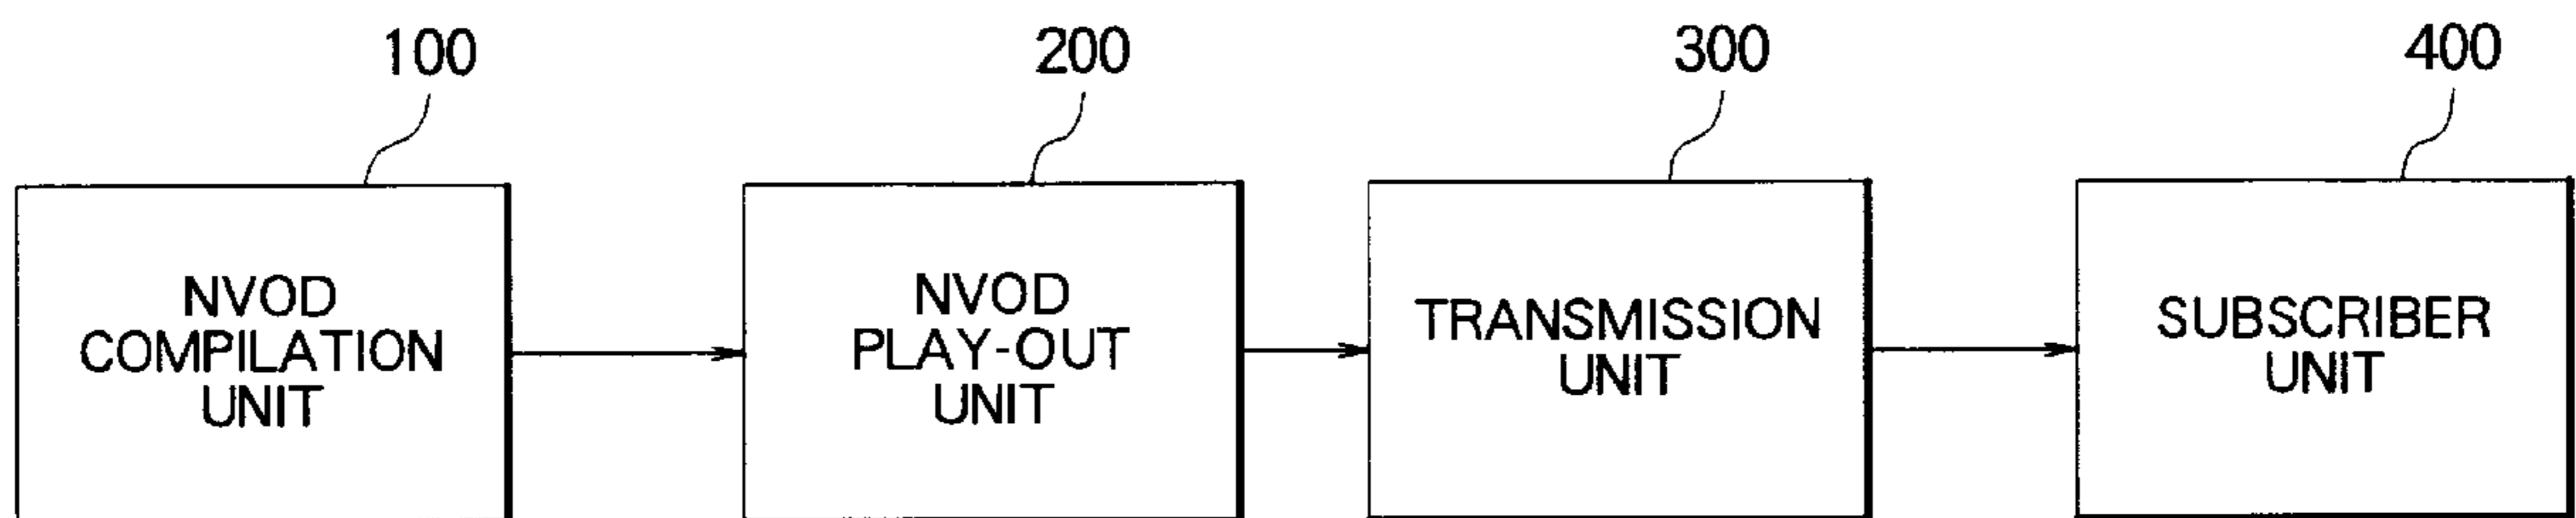 100
200
300
400
NVOD
COMPILATION
UNIT
NVOD
PLAY-OUT
UNIT
TRANSMISSION
UNIT
SUBSCRIBER
UNIT